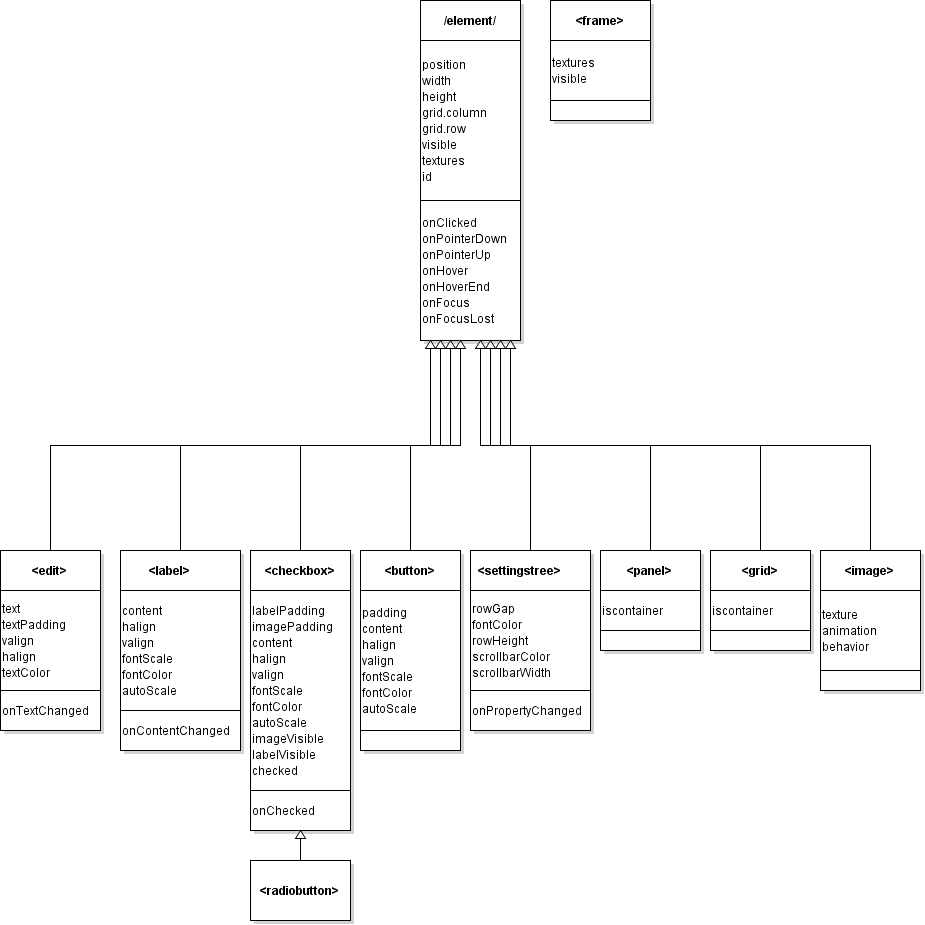 /element/
position
width
height
grid.column
grid.row
visible
textures
id
onClicked
onPointerDown
onPointerUp
onHover
onHoverEnd
onFocus
onFocusLost
<frame>
textures
visible
<edit>
text
textPadding
valign
halign
textColor
onTextChanged
<label>
content
halign
valign
fontScale
fontColor
autoScale
onContentChanged
<checkbox>
labelPadding
imagePadding
content
halign
valign
fontScale
fontColor
autoScale
imageVisible
labelVisible
checked
onChecked
<button>
padding
content
halign
valign
fontScale
fontColor
autoScale
<settingstree>
rowGap
fontColor
rowHeight
scrollbarColor
scrollbarWidth
onPropertyChanged
<panel>
iscontainer
<grid>
iscontainer
<image>
texture
animation
behavior
<radiobutton>